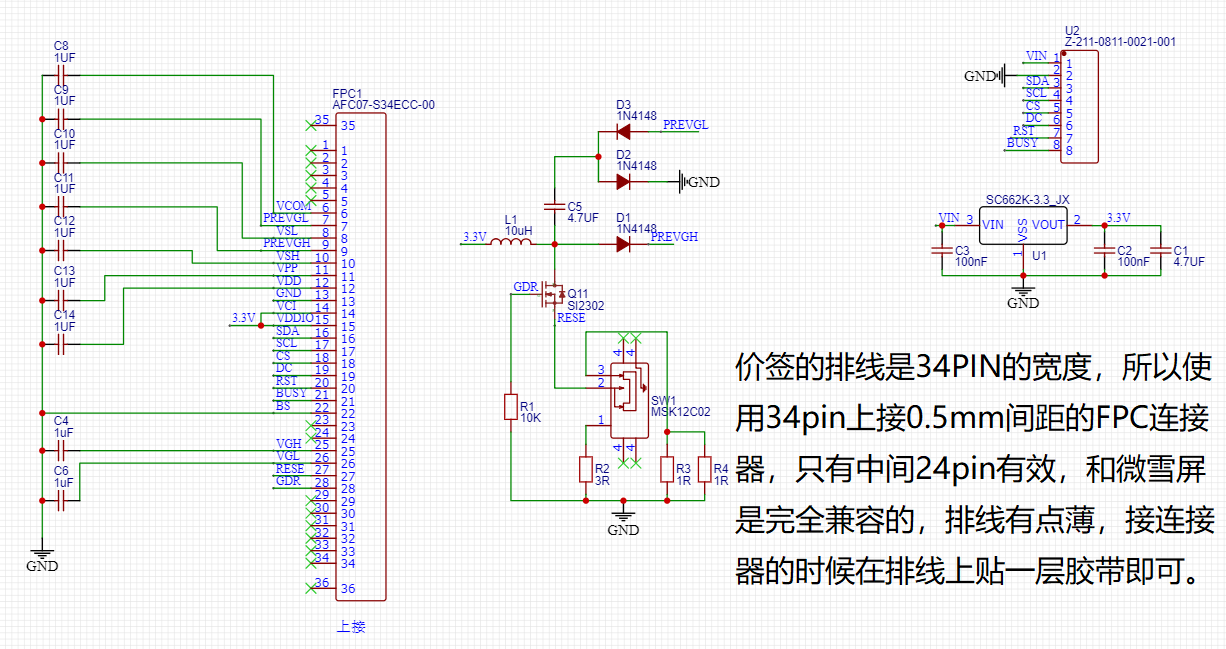 C8
1UF
C9
1UF
C10
1UF
C11
1UF
C12
1UF
C13
1UF
C14
1UF
C4
1uF
C6
1uF
GND
3.3V
FPC1
AFC07-S34ECC-00
35 35
1 1
2 2
3 3
4 4
5 5
VCOM 6 6
PREVGL 7 7
VSL 8 8
PREVGH 9 9
VSH 10 10
VPP 11 11
VDD 12 12
GND 13 13
VCI 14 14
VDDIO 15 15
SDA 16 16
SCL 17 17
CS 18 18
DC 19 19
RST 20 20
BUSY 21 21
BS 22 22
23 23
24 24
VGH 25 25
VGL 26 26
RESE 27 27
GDR 28 28
29 29
30 30
31 31
32 32
33 33
34 34
36 36
上接
D3
1N4148
PREVGL
D2
1N4148
GND
C5
4.7UF
L1
10uH
3.3V
D1
1N4148
PREVGH
GDR
Q11
SI2302
RESE
4 4
3
2
1
SW1
MSK12C02
4 4
R1
10K
R2
3R
R3
1R
R4
1R
GND
U2
Z-211-0811-0021-001
VIN 1 1
GND 2 2
SDA 3 3
SCL 4 4
CS 5 5
DC 6 6
RST 7 7
BUSY 8 8
SC662K-3.3_JX
VIN 3 VIN VSS VOUT 2 3.3V
1 U1
C3
100nF
C2
100nF
C1
4.7UF
GND
价签的排线是34PIN的宽度，所以使
用34pin上接0.5mm间距的FPC连接
器，只有中间24pin有效，和微雪屏
是完全兼容的，排线有点薄，接连接
器的时候在排线上贴一层胶带即可。